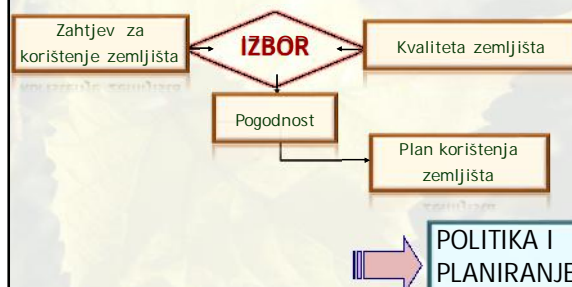 Zahtjev za
korištenje zemljišta
IZBOR
Kvaliteta zemljišta
Pogodnost
Plan korištenja
zemljišta
POLITIKA I
PLANIRANJE